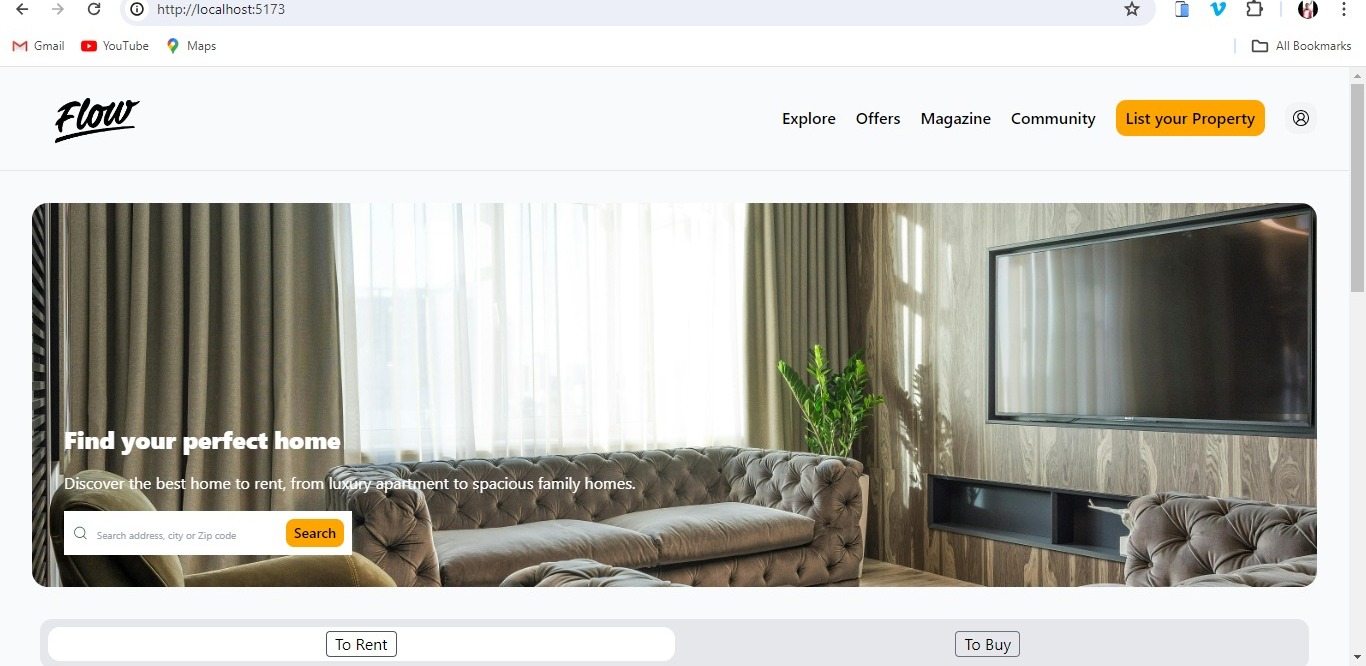 http://localhost:5173
Gmail YouTube Maps All Bookmarks
Flow Explore Offers Magazine Community List your Property
Find your perfect home
Discover the best home to rent, from luxury apartment to spacious family homes.
Search address, city or Zip code Search
To Rent To Buy